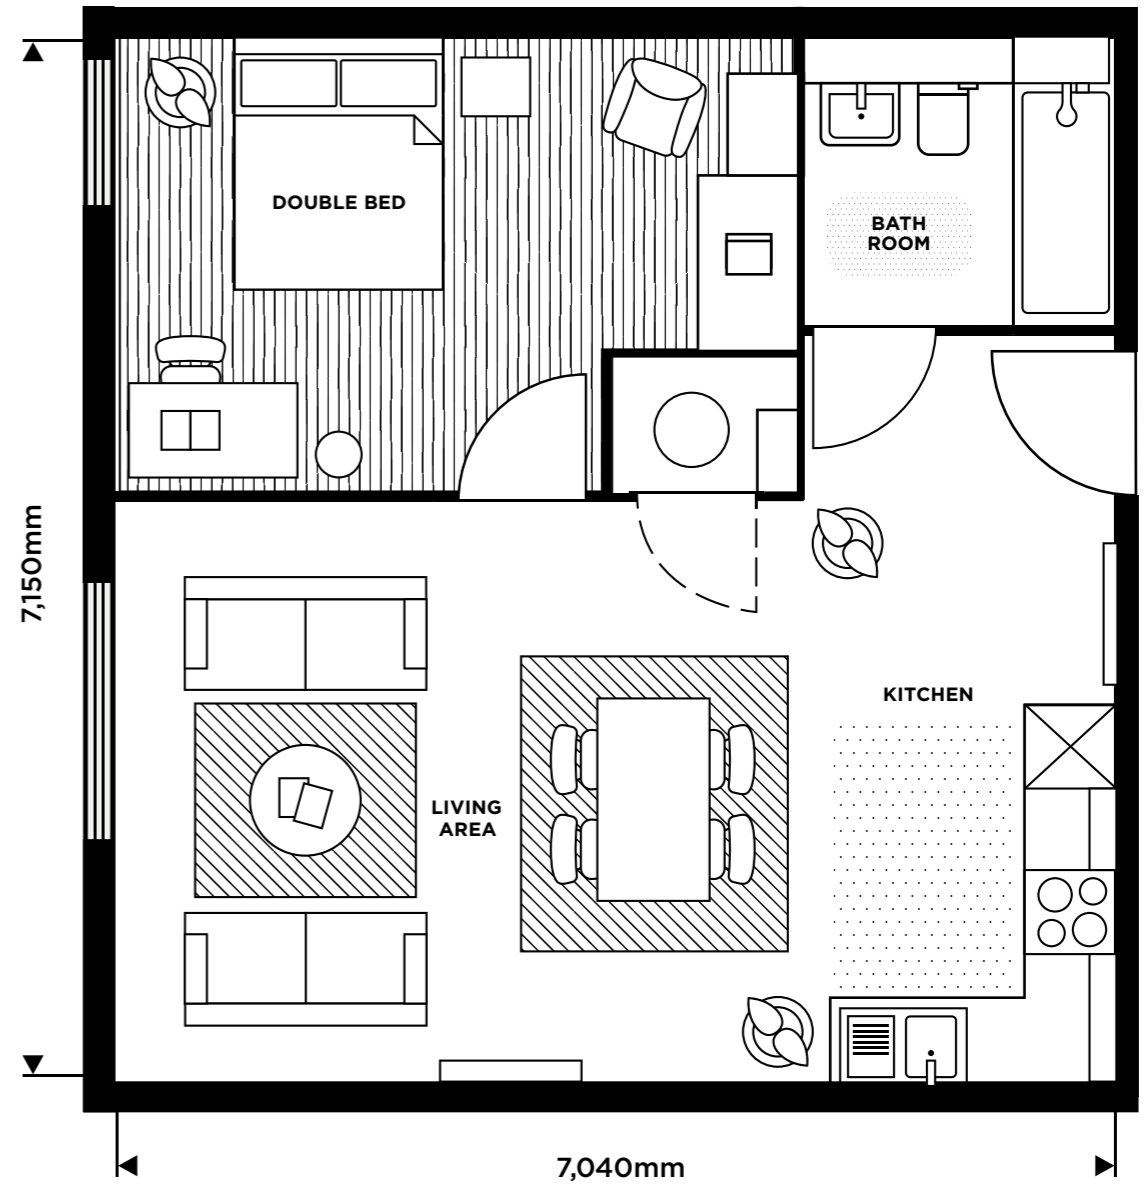 DOUBLE BED
BATH
ROOM
7,150mm
KITCHEN
LIVING
AREA
7,040mm